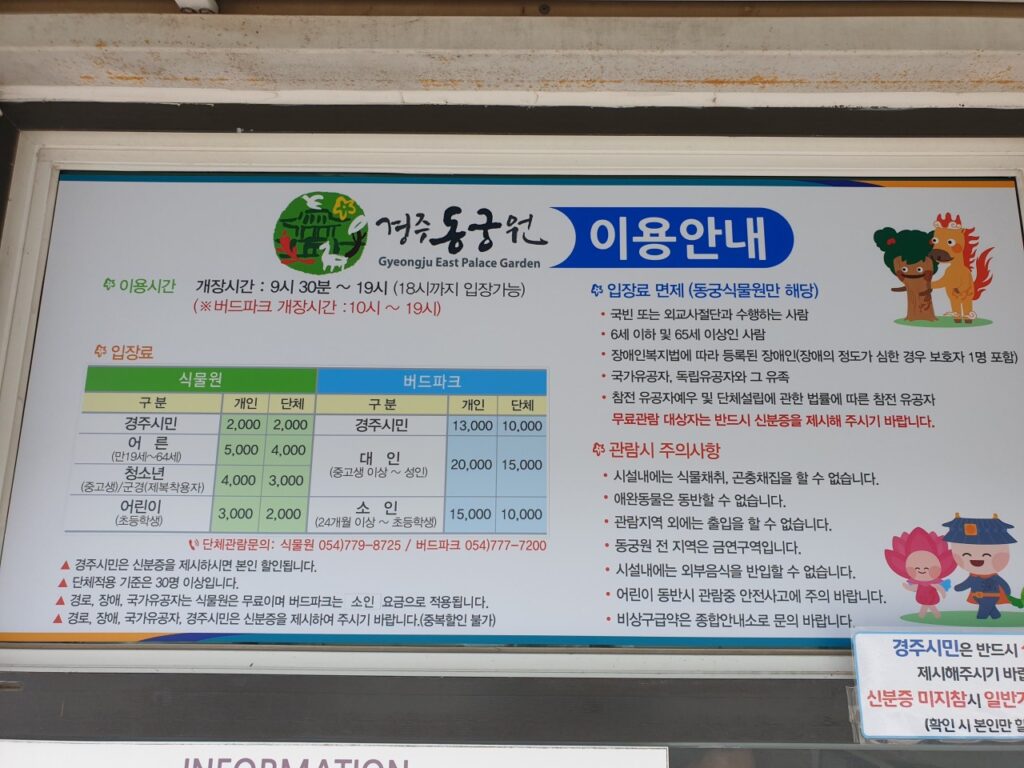 경주 동궁원
Gyeongju East Palace Garden
이용안내
이용시간 개장시간 : 9시 30분 ~ 19시 (18시까지 입장가능)
(※버드파크 개장시간 : 10시 ~ 19시)
입장료
식물원 버드파크
구 분 개인 단체 구 분 개인 단체
경주시민 2,000 2,000 경주시민 13,000 10,000
어 른 5,000 4,000 대 인 20,000 15,000
(만19세~64세) (중고생 이상 ~ 성인)
청소년 4,000 3,000
(중고생)/군경(제복착용자)
어린이 3,000 2,000 소 인 15,000 10,000
(초등학생) (24개월 이상 ~ 초등학생)
단체관람문의: 식물원 054)779-8725 / 버드파크 054)777-7200
▲ 경주시민은 신분증을 제시하시면 본인 할인됩니다.
▲ 단체적용 기준은 30명 이상입니다.
▲ 경로, 장애, 국가유공자는 식물원은 무료이며 버드파크는 소인 요금으로 적용됩니다.
▲ 경로, 장애, 국가유공자, 경주시민은 신분증을 제시하여 주시기 바랍니다.(중복할인 불가)
입장료 면제 (동궁식물원만 해당)
• 국빈 또는 외교사절단과 수행하는 사람
• 6세 이하 및 65세 이상인 사람
• 장애인복지법에 따라 등록된 장애인(장애의 정도가 심한 경우 보호자 1명 포함)
• 국가유공자, 독립유공자와 그 유족
• 참전 유공자예우 및 단체설립에 관한 법률에 따른 참전 유공자
무료관람 대상자는 반드시 신분증을 제시해 주시기 바랍니다.
관람시 주의사항
• 시설내에는 식물채취, 곤충채집을 할 수 없습니다.
• 애완동물은 동반할 수 없습니다.
• 관람지역 외에는 출입을 할 수 없습니다.
• 동궁원 전 지역은 금연구역입니다.
• 시설내에는 외부음식을 반입할 수 없습니다.
• 어린이 동반시 관람중 안전사고에 주의 바랍니다.
• 비상구급약은 종합안내소로 문의 바랍니다.
경주시민은 반드시
제시해주시기 바랍
신분증 미지참시 일반
(확인 시 본인만 할
INFORMATION